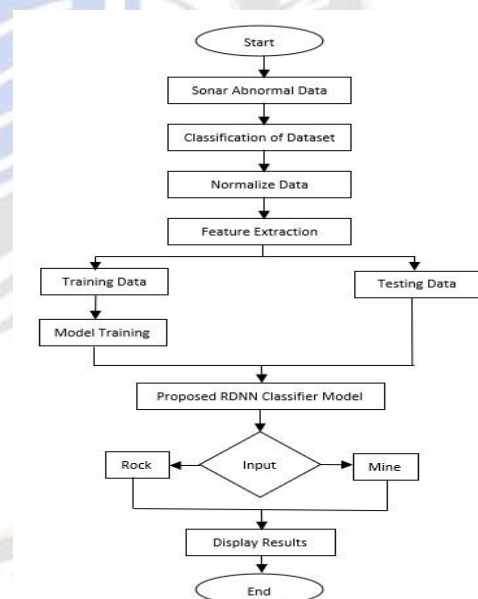 Start
Sonar Abnormal Data
Classification of Dataset
Normalize Data
Feature Extraction
Training Data
Testing Data
Model Training
Proposed RDNN Classifier Model
Rock
Input
Mine
Display Results
End